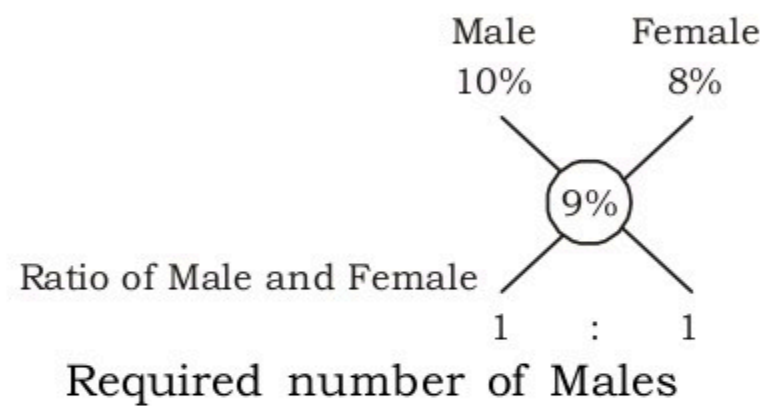 Male Female
10% 8%
9%
Ratio of Male and Female
1 : 1
Required number of Males